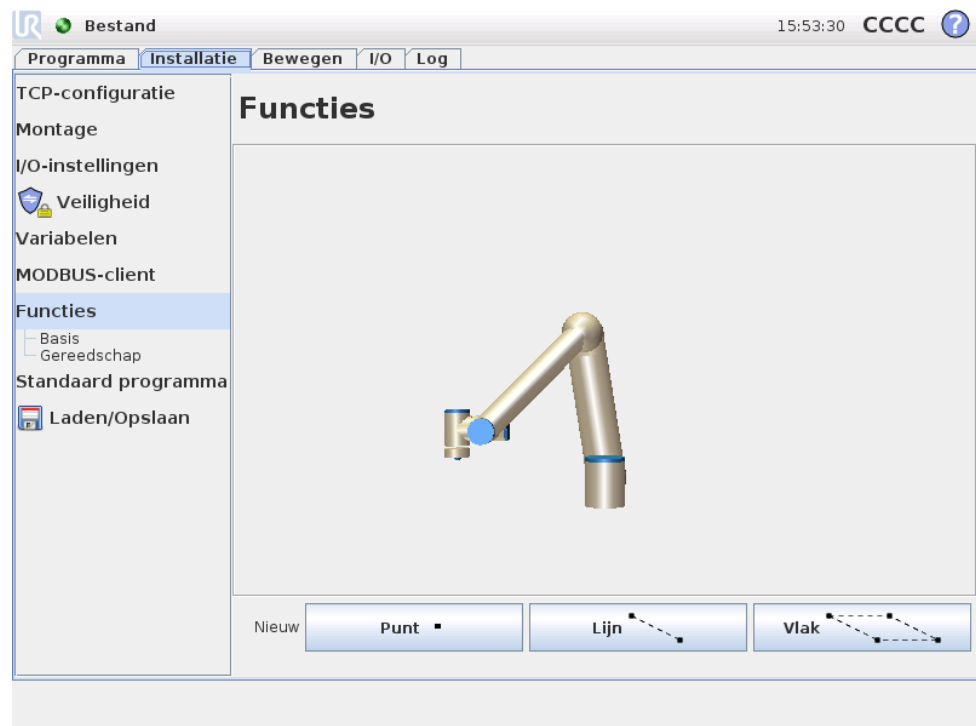 UR Bestand 15:53:30 CCCC ?
Programma Installatie Bewegen I/O Log
TCP-configuratie
Montage
I/O-instellingen
Veiligheid
Variabelen
MODBUS-client
Functies
Basis
Gereedschap
Standaard programma
Laden/Opslaan
Functies
Nieuw Punt Lijn Vlak